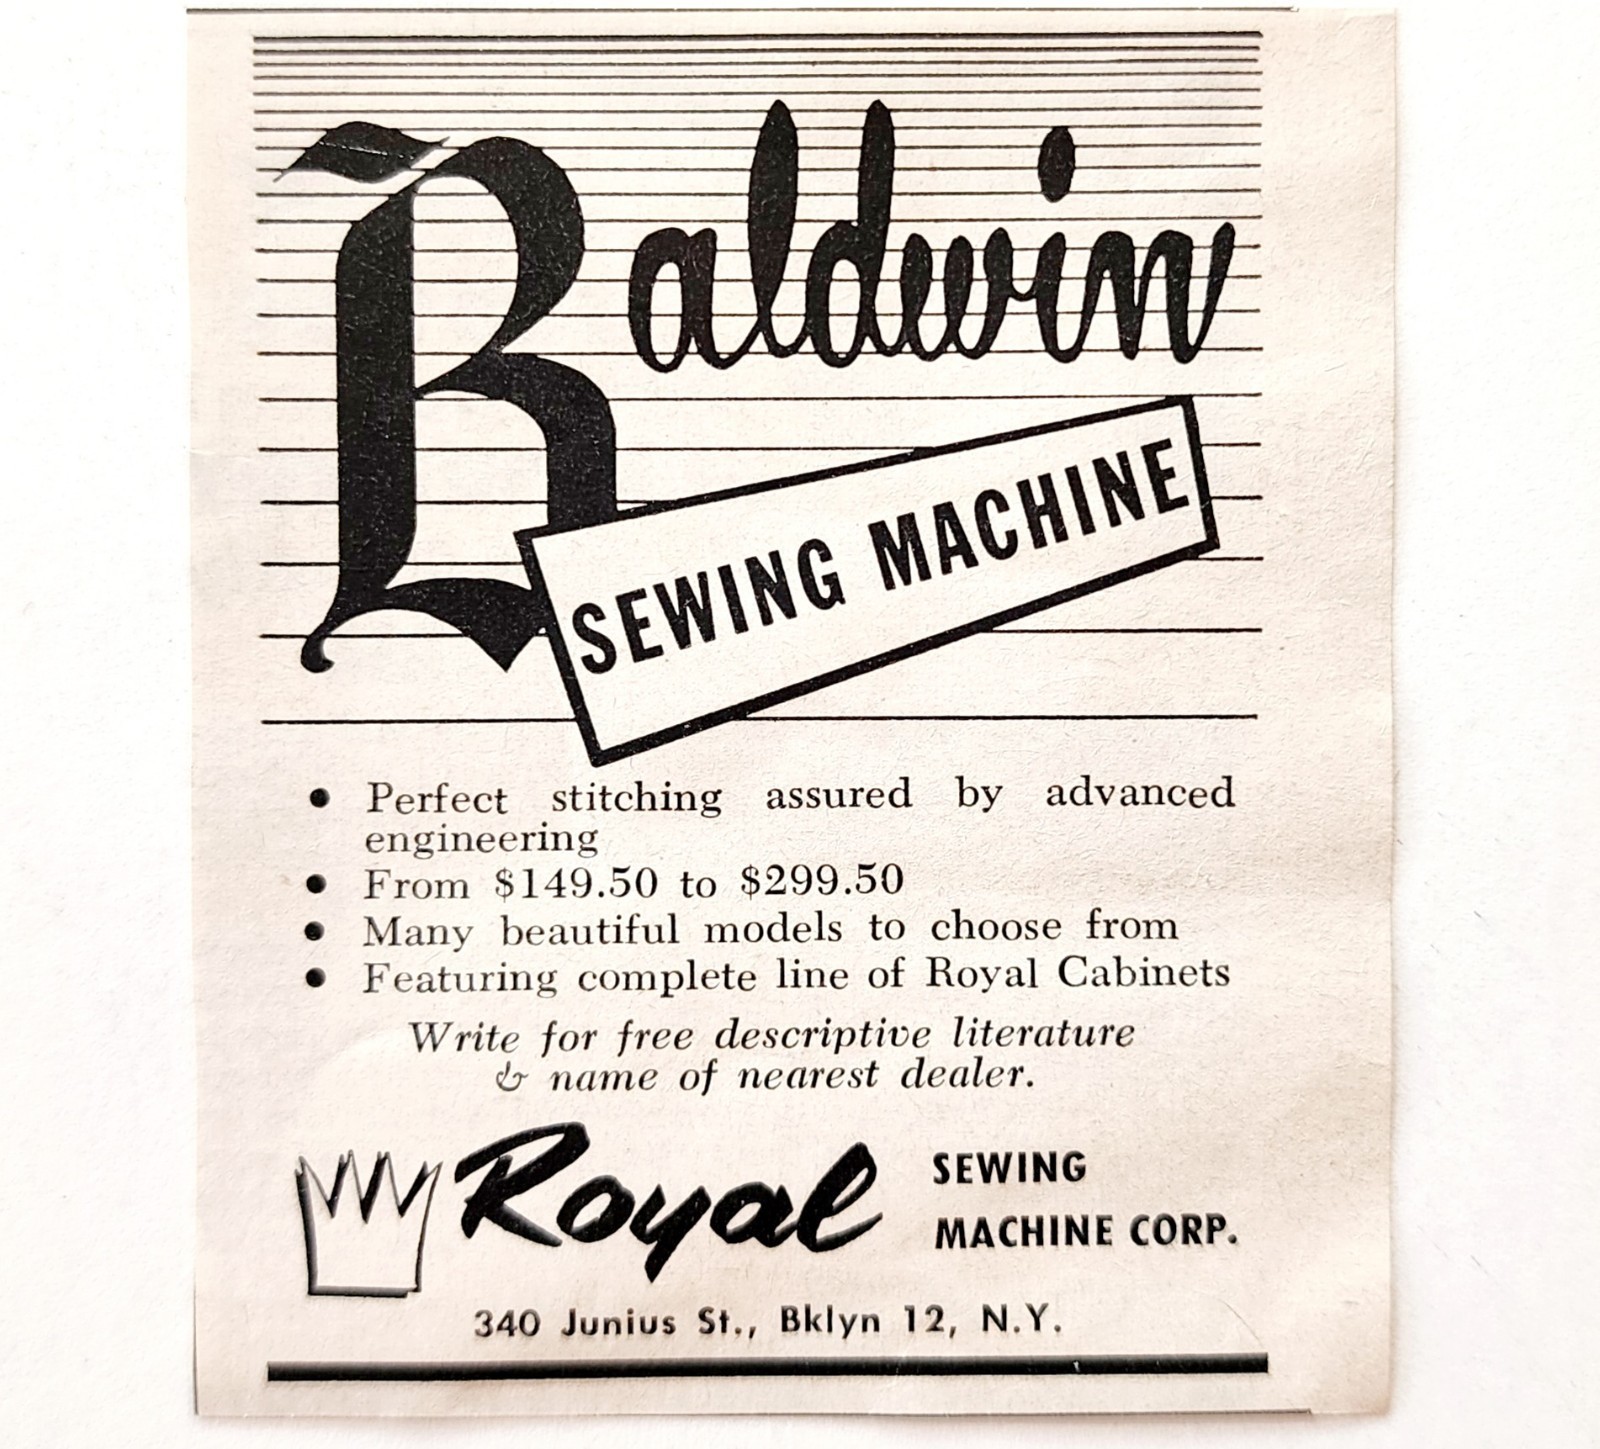 Baldwin
SEWING MACHINE
• Perfect stitching assured by advanced
engineering
• From $149.50 to $299.50
• Many beautiful models to choose from
• Featuring complete line of Royal Cabinets
Write for free descriptive literature
& name of nearest dealer.
Royal SEWING
MACHINE CORP.
340 Junius St., Bklyn 12, N.Y.